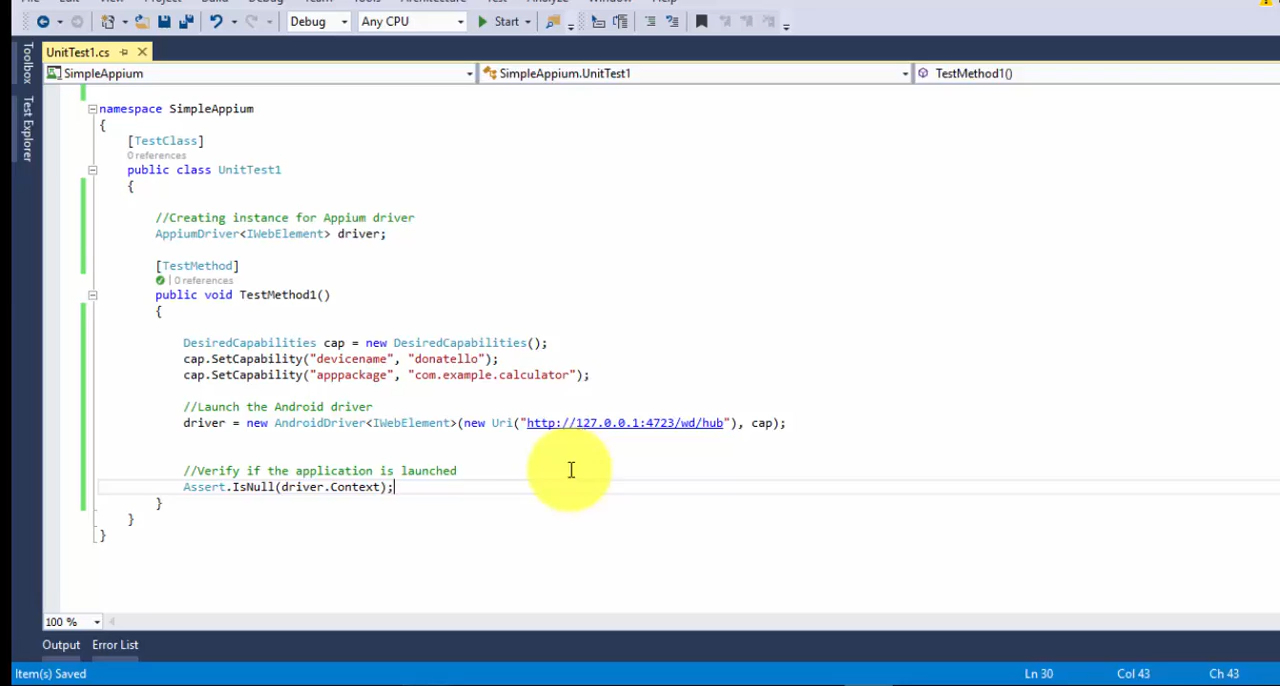 Debug Any CPU Start
Toolbox
Test Explorer
UnitTest1.cs
SimpleAppium SimpleAppium.UnitTest1 TestMethod1()
namespace SimpleAppium
{
[TestClass]
0 references
public class UnitTest1
{
//Creating instance for Appium driver
AppiumDriver<IWebElement> driver;
[TestMethod]
| 0 references
public void TestMethod1()
{
DesiredCapabilities cap = new DesiredCapabilities();
cap.SetCapability("devicename", "donatello");
cap.SetCapability("apppackage", "com.example.calculator");
//Launch the Android driver
driver = new AndroidDriver<IWebElement>(new Uri("http://127.0.0.1:4723/wd/hub"), cap);
//Verify if the application is launched
Assert.IsNull(driver.Context);
}
}
}
100 %
Output Error List
Item(s) Saved Ln 30 Col 43 Ch 43